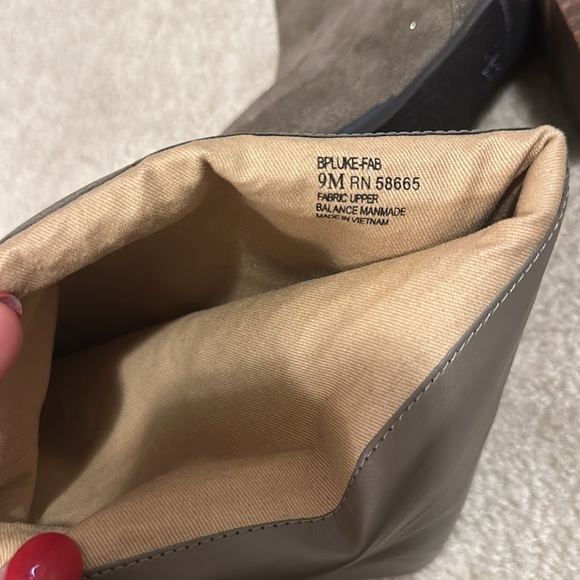 BPLUKE-FAB
9M RN 58665
FABRIC UPPER
BALANCE MANMADE
MADE IN VIETNAM